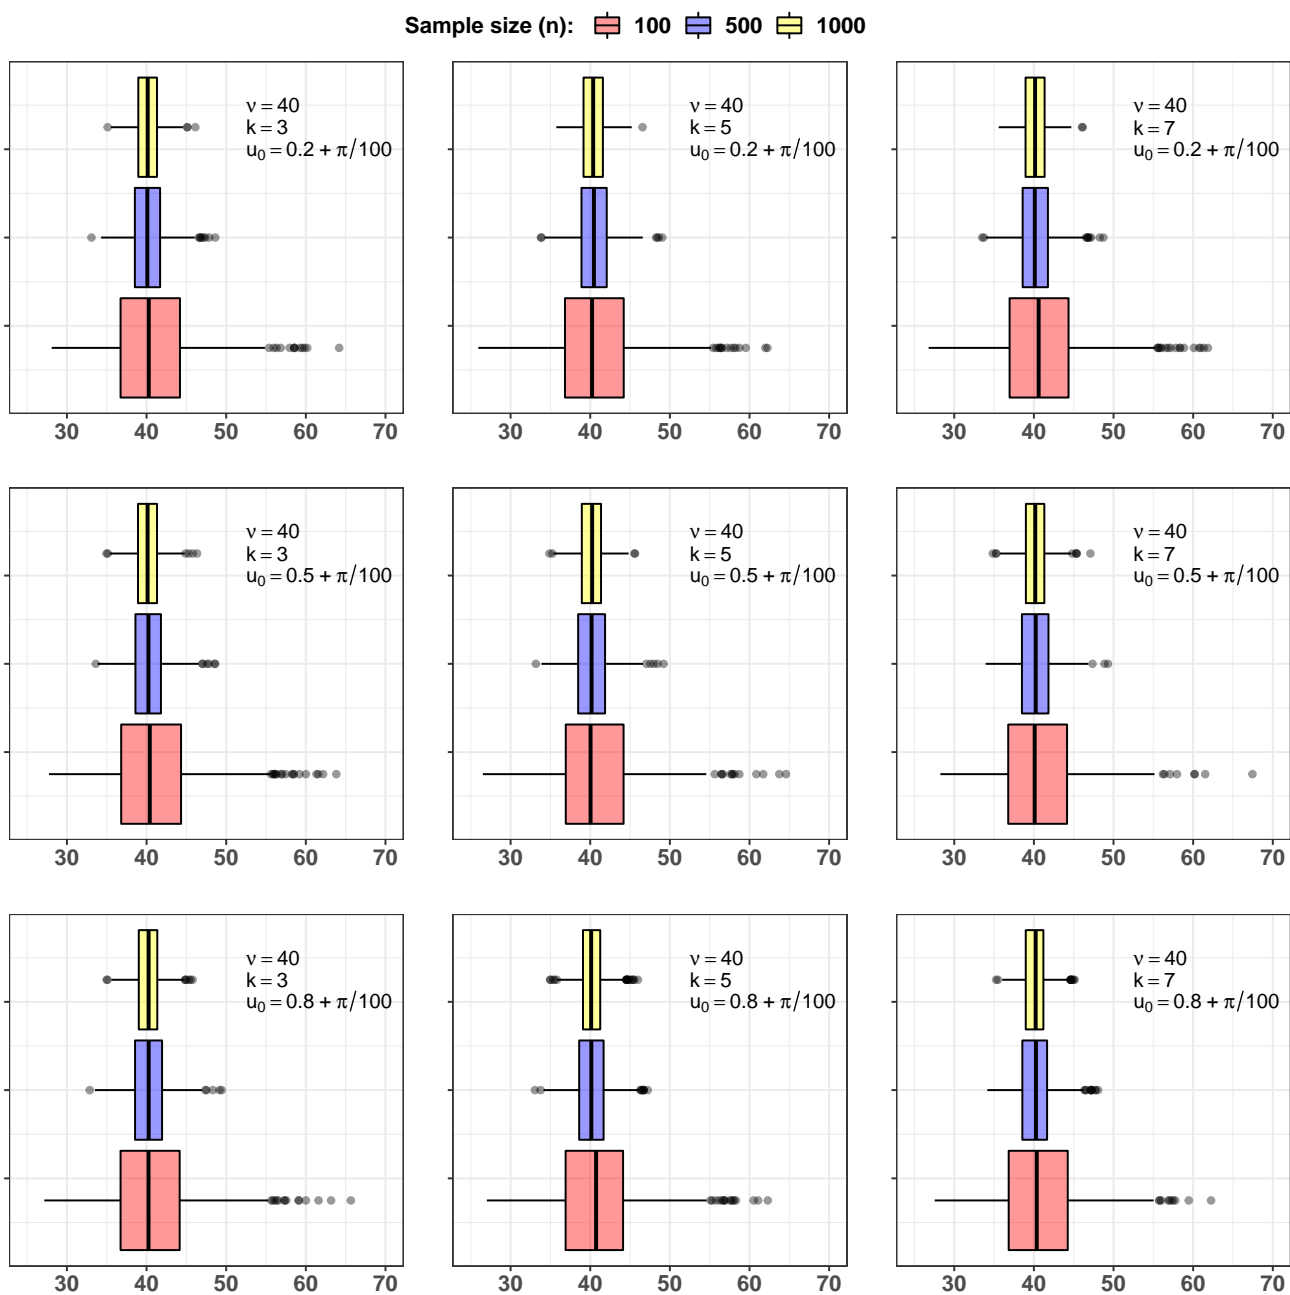 Sample size (n): 100 500 1000
ν = 40
k = 3
u₀ = 0.2 + π/100
30 40 50 60 70
ν = 40
k = 5
u₀ = 0.2 + π/100
30 40 50 60 70
ν = 40
k = 7
u₀ = 0.2 + π/100
30 40 50 60 70
ν = 40
k = 3
u₀ = 0.5 + π/100
30 40 50 60 70
ν = 40
k = 5
u₀ = 0.5 + π/100
30 40 50 60 70
ν = 40
k = 7
u₀ = 0.5 + π/100
30 40 50 60 70
ν = 40
k = 3
u₀ = 0.8 + π/100
30 40 50 60 70
ν = 40
k = 5
u₀ = 0.8 + π/100
30 40 50 60 70
ν = 40
k = 7
u₀ = 0.8 + π/100
30 40 50 60 70